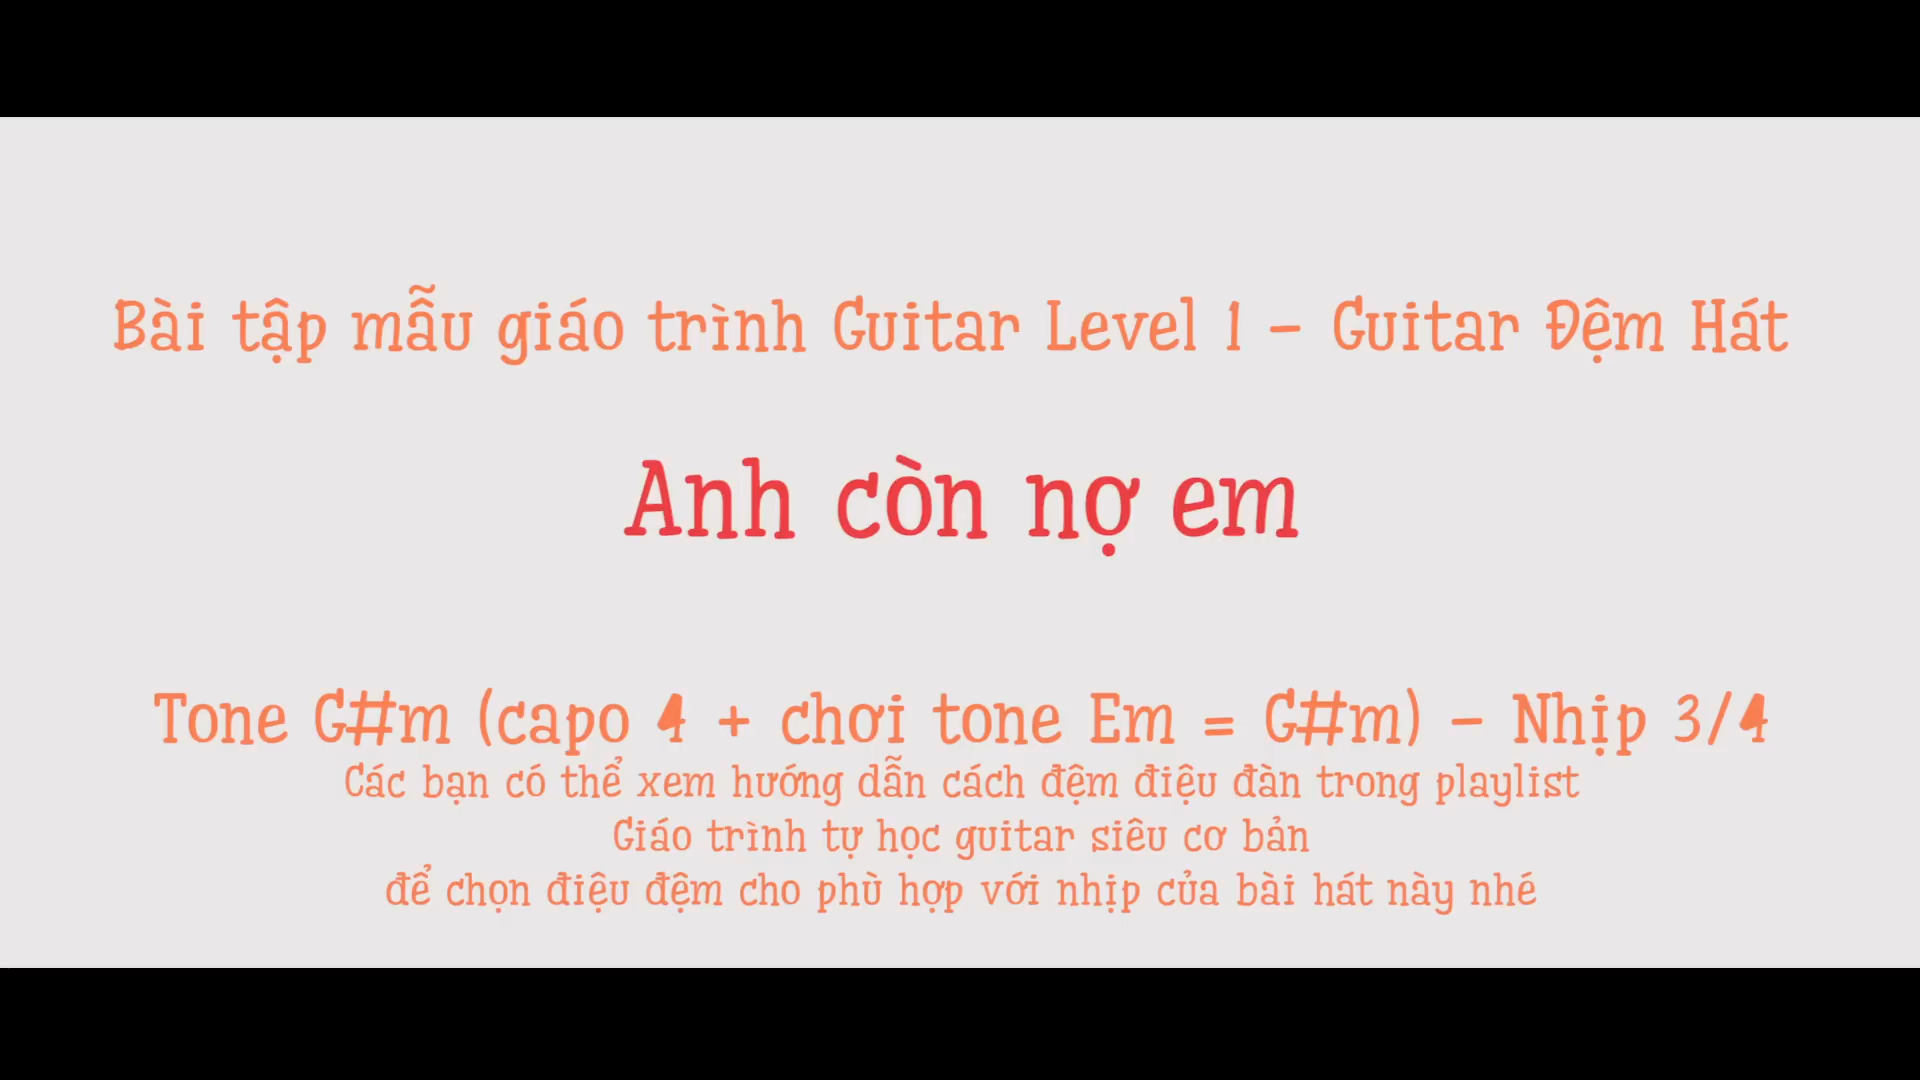 Bài tập mẫu giáo trình Guitar Level 1 - Guitar Đệm Hát
Anh còn nợ em
Tone G#m (capo 4 + chơi tone Em = G#m) - Nhịp 3/4
Các bạn có thể xem hướng dẫn cách đệm điệu đàn trong playlist
Giáo trình tự học guitar siêu cơ bản
để chọn điệu đệm cho phù hợp với nhịp của bài hát này nhé